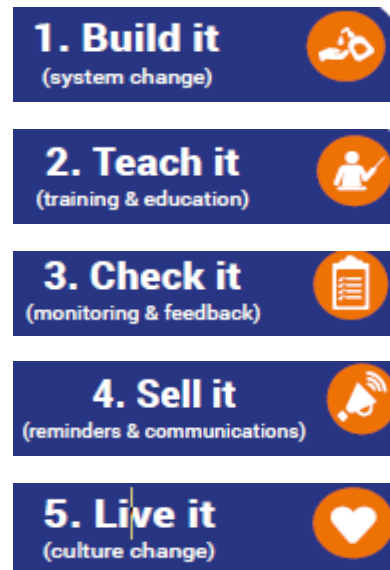 1. Build it
(system change)
2. Teach it
(training & education)
3. Check it
(monitoring & feedback)
4. Sell it
(reminders & communications)
5. Live it
(culture change)